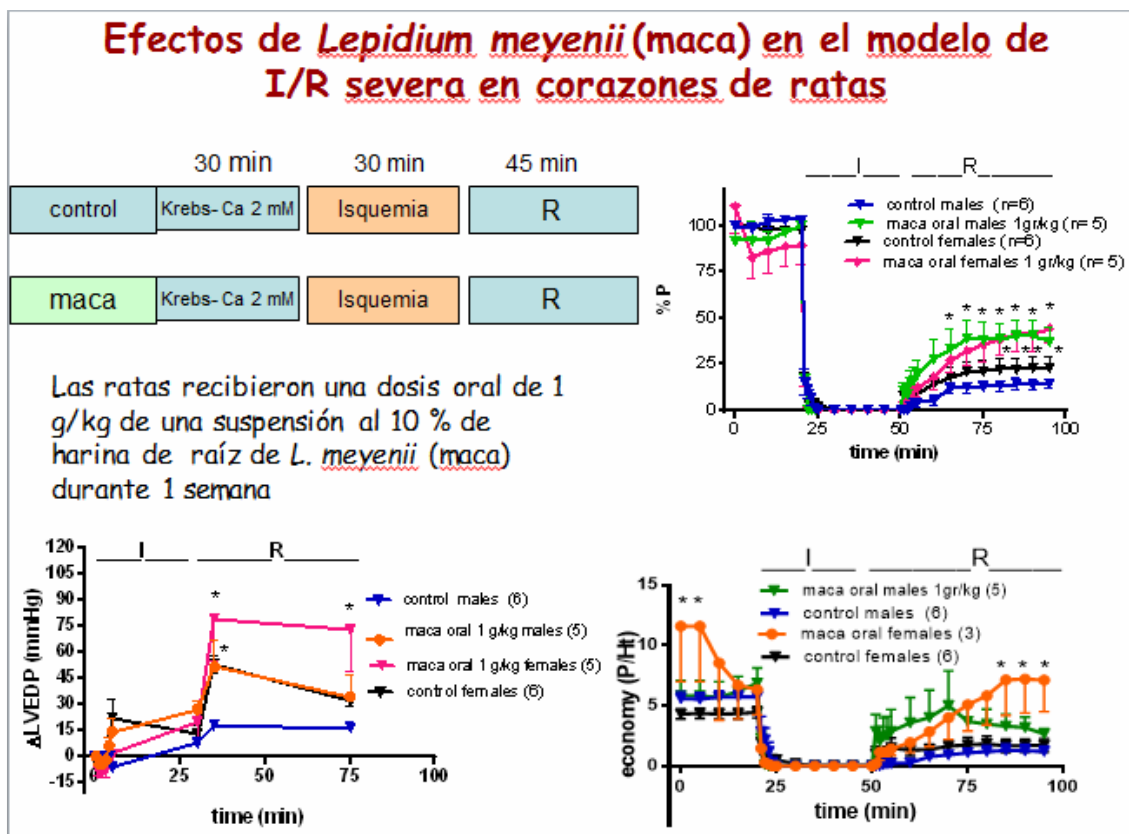 Efectos de Lepidium meyenii (maca) en el modelo de
I/R severa en corazones de ratas
30 min
30 min
45 min
control
Krebs- Ca 2 mM
Isquemia
R
maca
Krebs- Ca 2 mM
Isquemia
R
Las ratas recibieron una dosis oral de 1
g/kg de una suspensión al 10 % de
harina de raíz de L. meyenii (maca)
durante 1 semana
I
R
control males (n=6)
maca oral males 1gr/kg (n= 5)
control females (n=6)
maca oral females 1 gr/kg (n= 5)
% P
100
75
50
25
0
* * * * * * *
* * * *
0 25 50 75 100
time (min)
I
R
control males (6)
maca oral 1 g/kg males (5)
maca oral 1 g/kg females (5)
control females (6)
ΔLVEDP (mmHg)
120
105
90
75
60
45
30
15
0
-15
* *
*
25 50 75 100
time (min)
I
R
maca oral males 1gr/kg (5)
control males (6)
maca oral females (3)
control females (6)
economy (P/Ht)
15
10
5
0
* *
* * *
0 25 50 75 100
time (min)